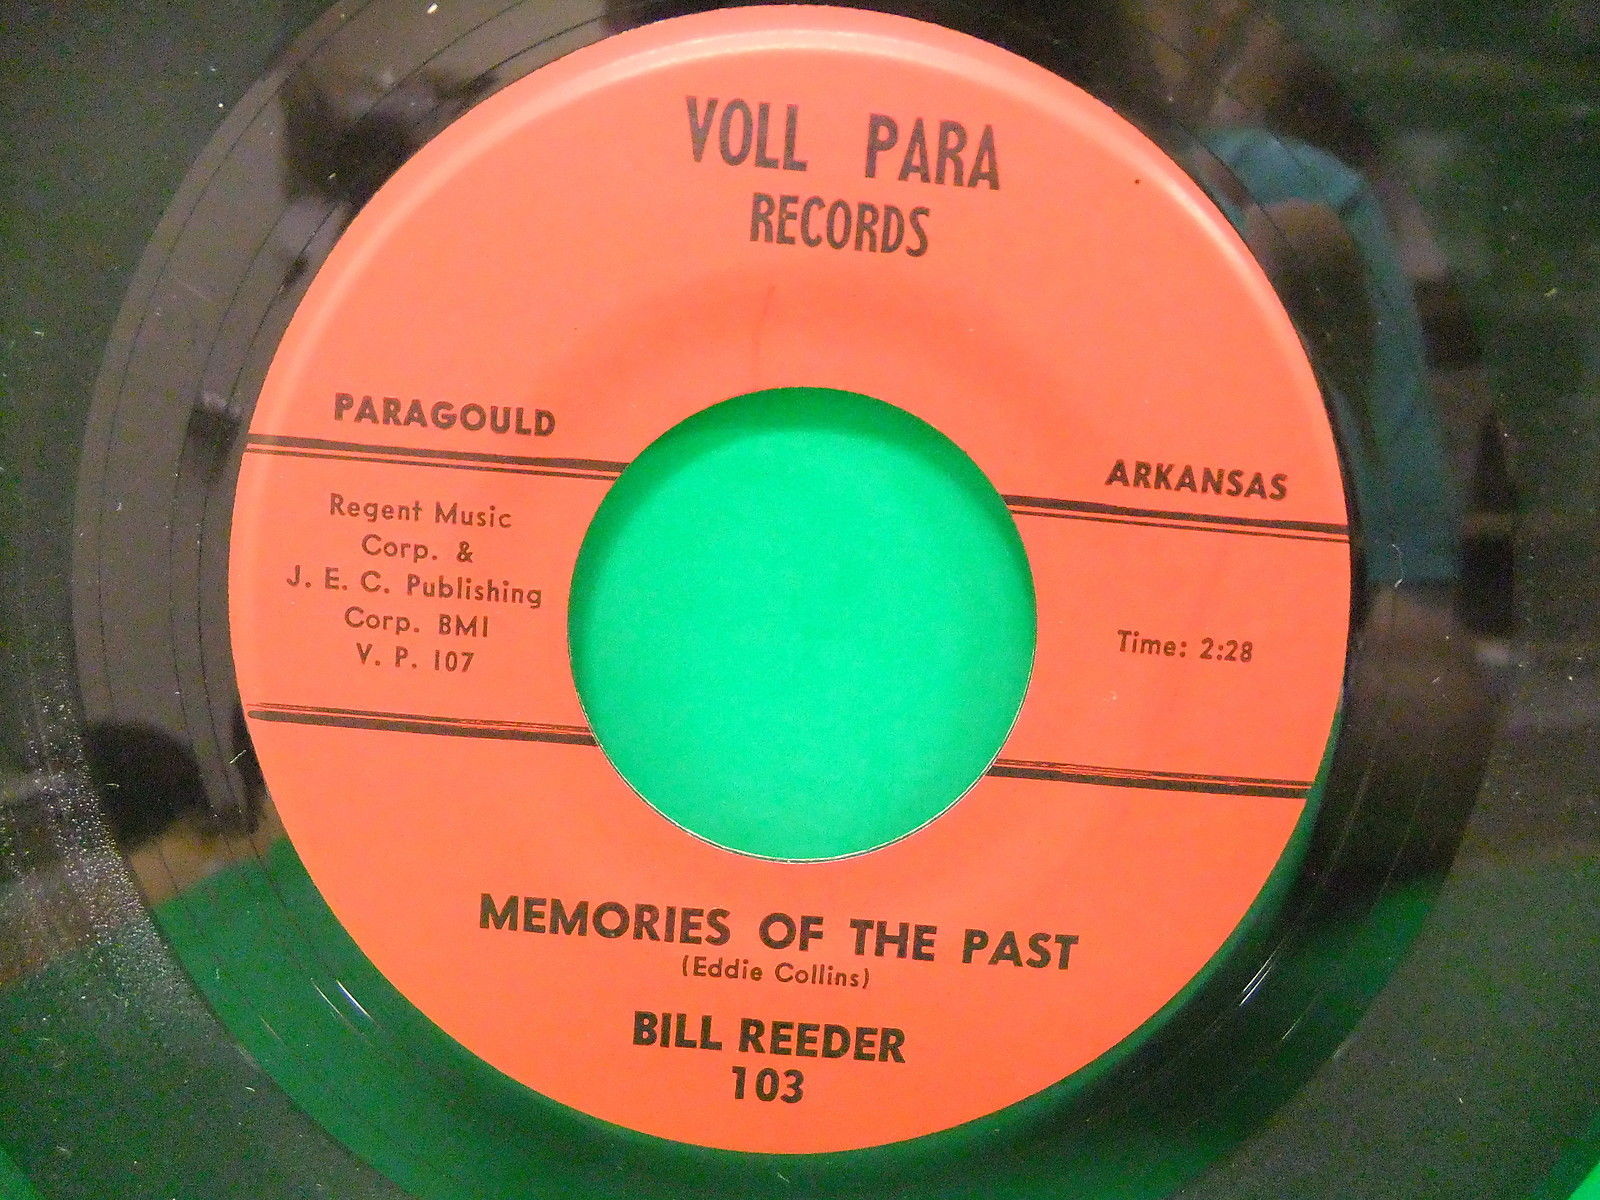 VOLL PARA
RECORDS
PARAGOULD
ARKANSAS
Regent Music
Corp. &
J. E. C. Publishing
Corp. BMI
V. P. 107
Time: 2:28
MEMORIES OF THE PAST
(Eddie Collins)
BILL REEDER
103